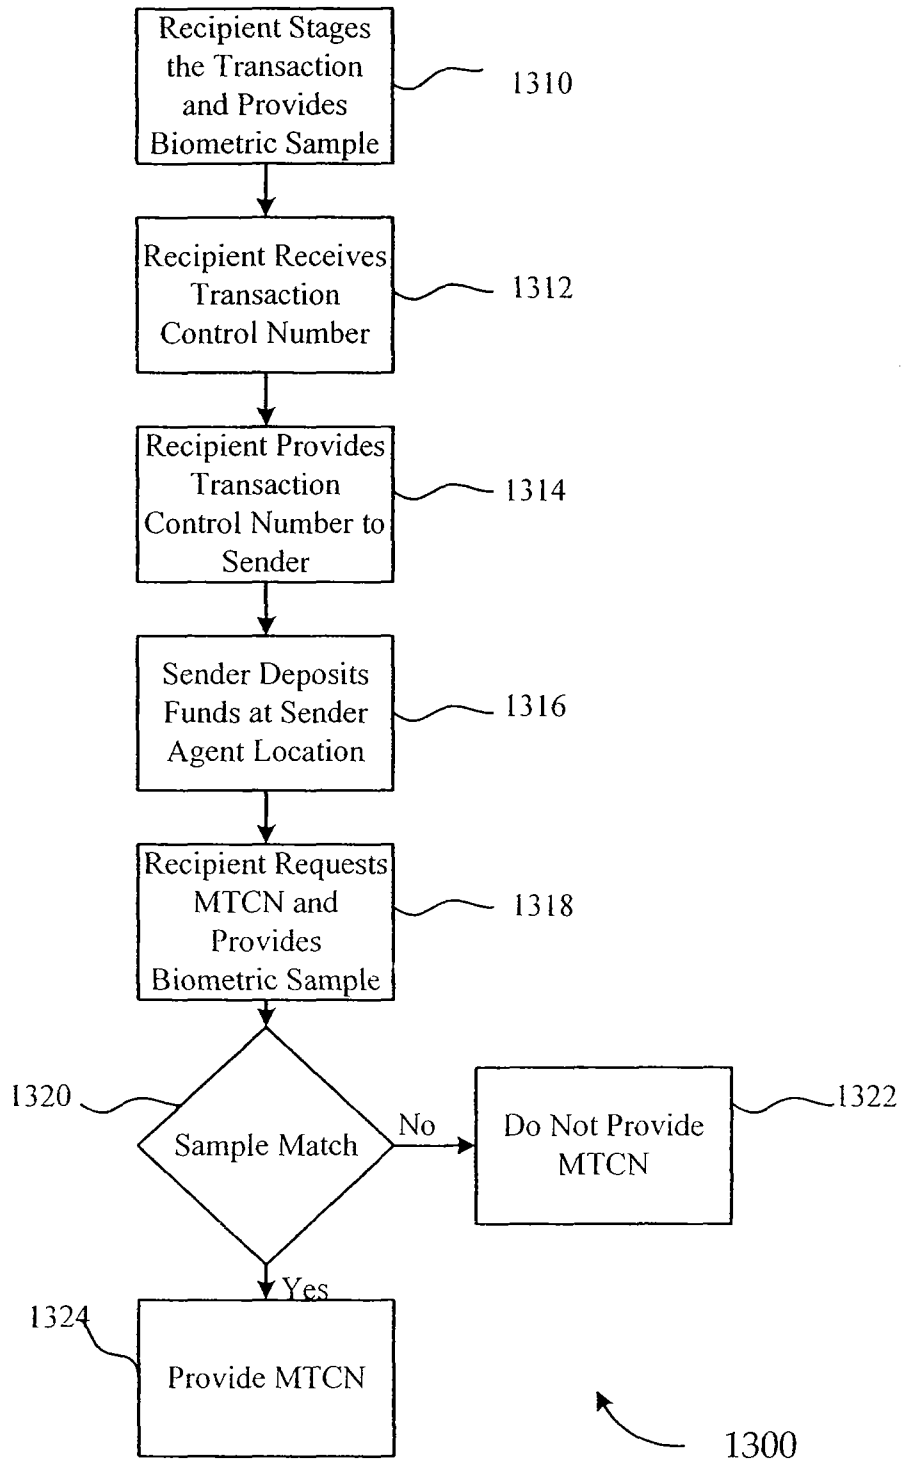 Recipient Stages
the Transaction
and Provides
Biometric Sample
1310
Recipient Receives
Transaction
Control Number
1312
Recipient Provides
Transaction
Control Number to
Sender
1314
Sender Deposits
Funds at Sender
Agent Location
1316
Recipient Requests
MTCN and
Provides
Biometric Sample
1318
1320
Sample Match
No
Do Not Provide
MTCN
1322
Yes
1324
Provide MTCN
1300